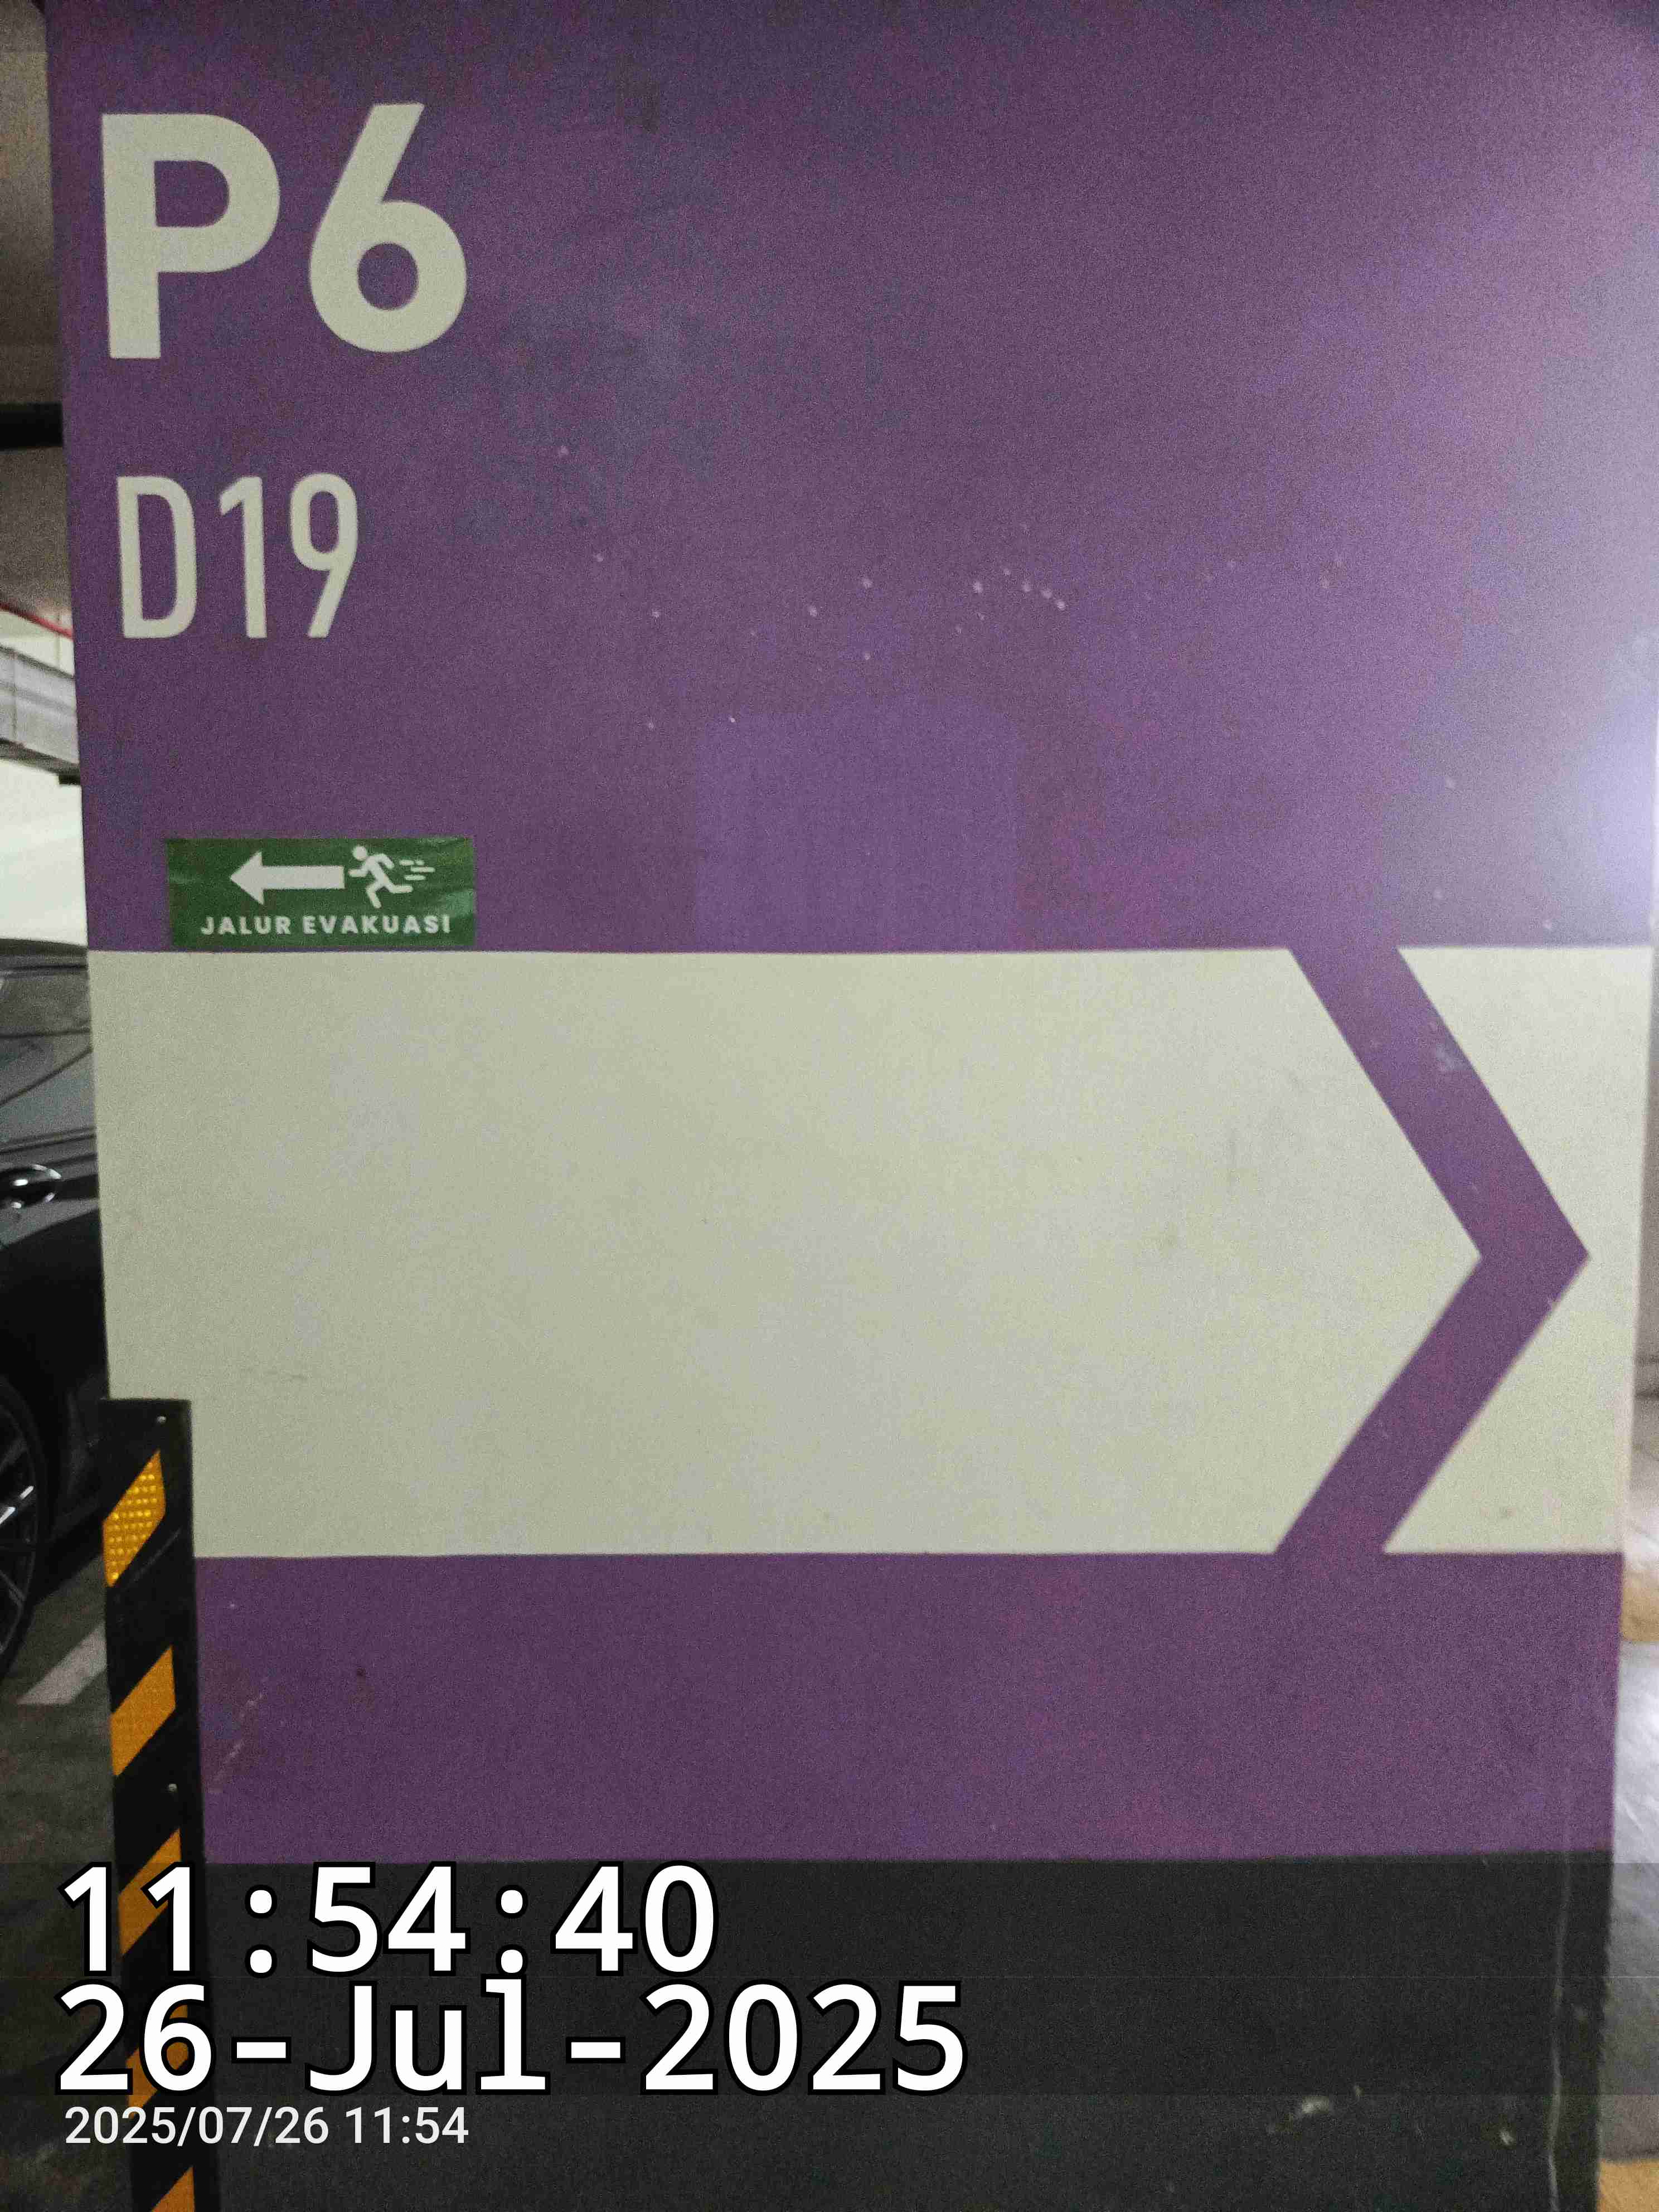 P6
D19
JALUR EVAKUASI
11:54:40
26-Jul-2025
2025/07/26 11:54